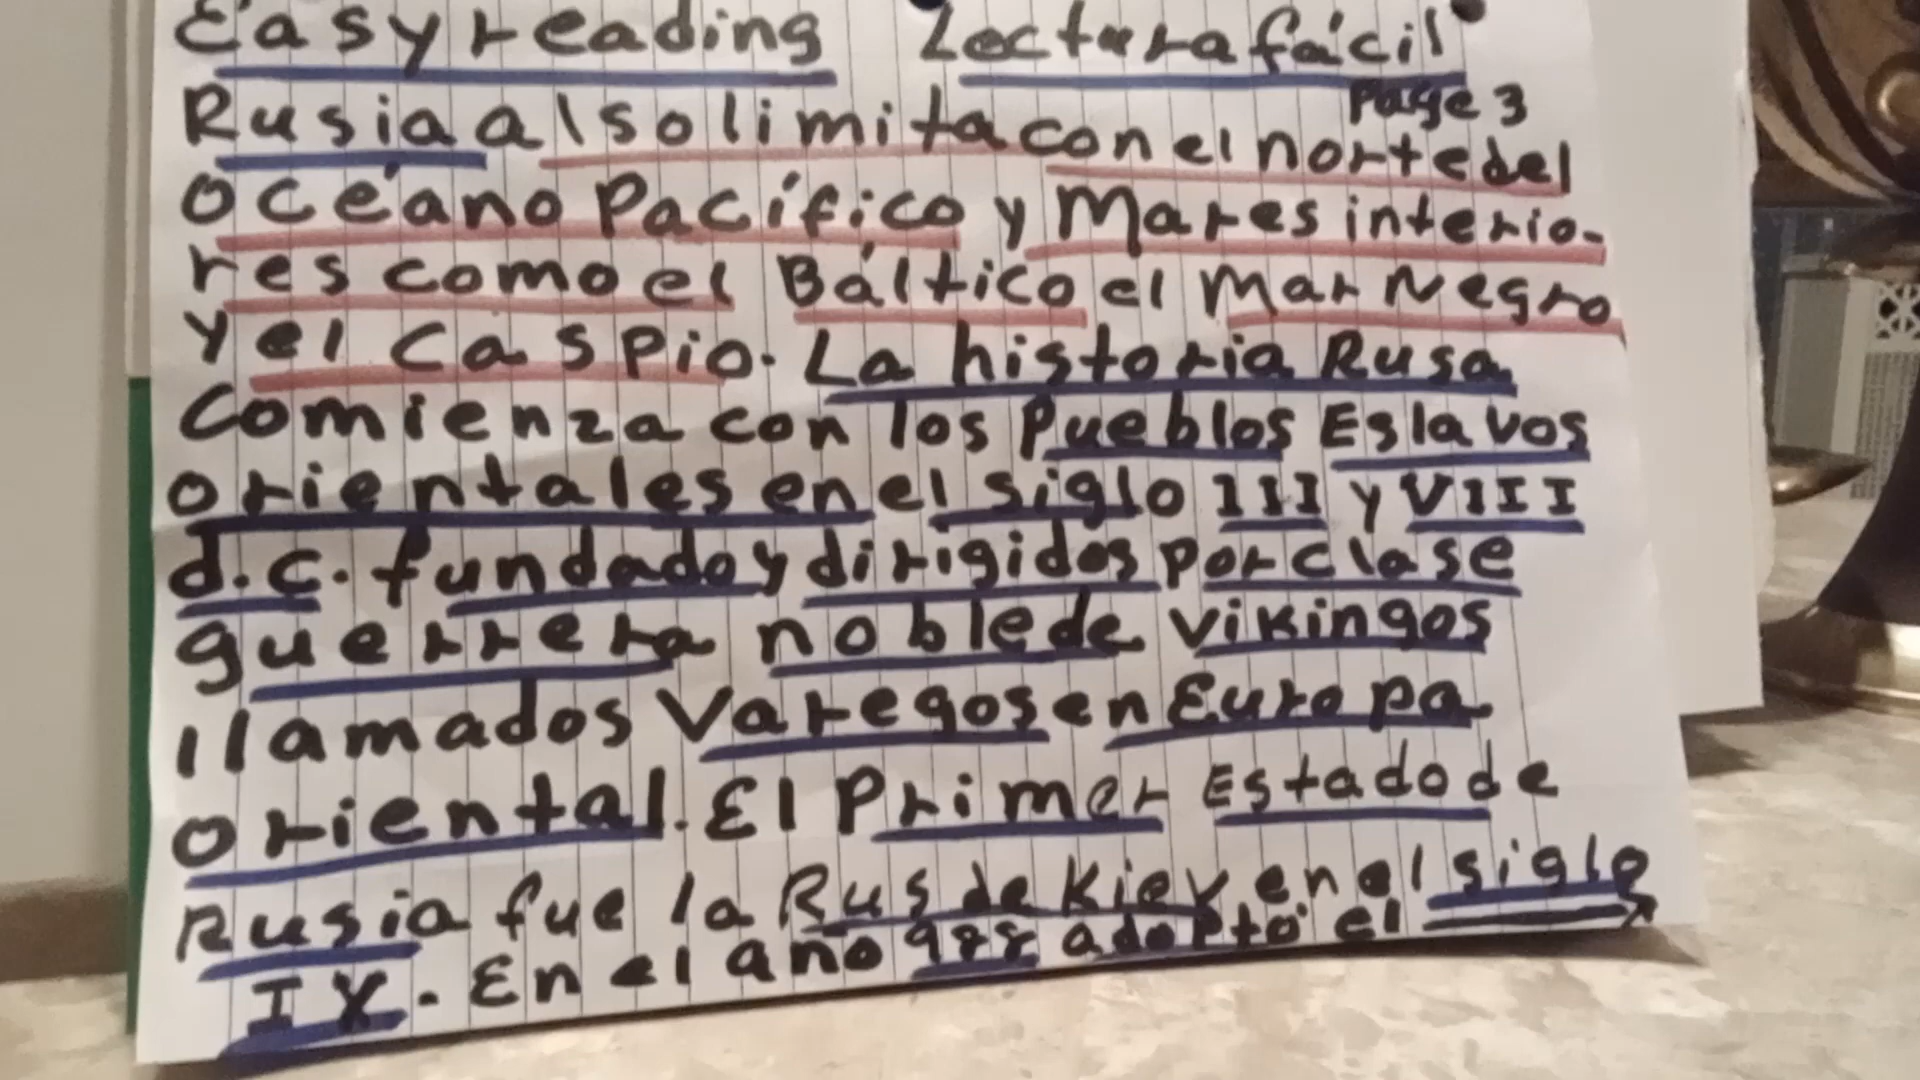 Easy reading Lectura fácil
Page 3
Rusia also limita con el norte del
Océano Pacífico y Mares interio-
res como el Báltico el Mar Negro
y el Caspio. La historia Rusa
Comienza con los Pueblos Eslavos
orientales en el siglo III y VIII
d.C. fundado y dirigidos por clase
guerrera noble de vikingos
llamados Varegos en Europa
oriental. El Primer Estado de
Rusia fue la Rus de Kiev en el siglo
IX. En el año 988 adoptó el →